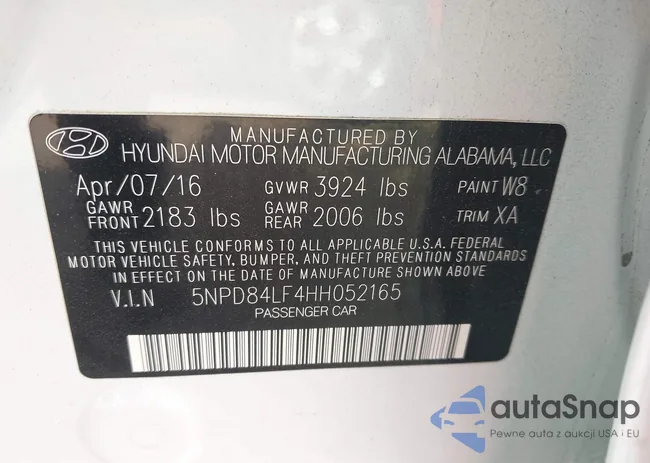 MANUFACTURED BY
HYUNDAI MOTOR MANUFACTURING ALABAMA, LLC
Apr/07/16 GVWR 3924 lbs PAINT W8
GAWR FRONT 2183 lbs GAWR REAR 2006 lbs TRIM XA
THIS VEHICLE CONFORMS TO ALL APPLICABLE U.S.A. FEDERAL
MOTOR VEHICLE SAFETY, BUMPER, AND THEFT PREVENTION STANDARDS
IN EFFECT ON THE DATE OF MANUFACTURE SHOWN ABOVE.
V.I.N 5NPD84LF4HH052165
PASSENGER CAR
autaSnap
Pewne auta z aukcji USA i EU